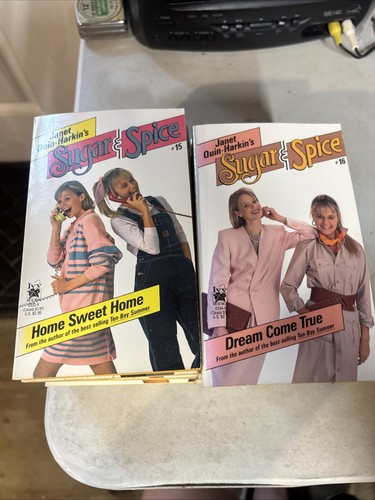 Janet
Quin-Harkin's
Sugar & Spice
#15
Home Sweet Home
From the author of the best-selling Ten Boy Summer
Janet
Quin-Harkin's
Sugar & Spice
#16
Dream Come True
From the author of the best-selling Ten Boy Summer